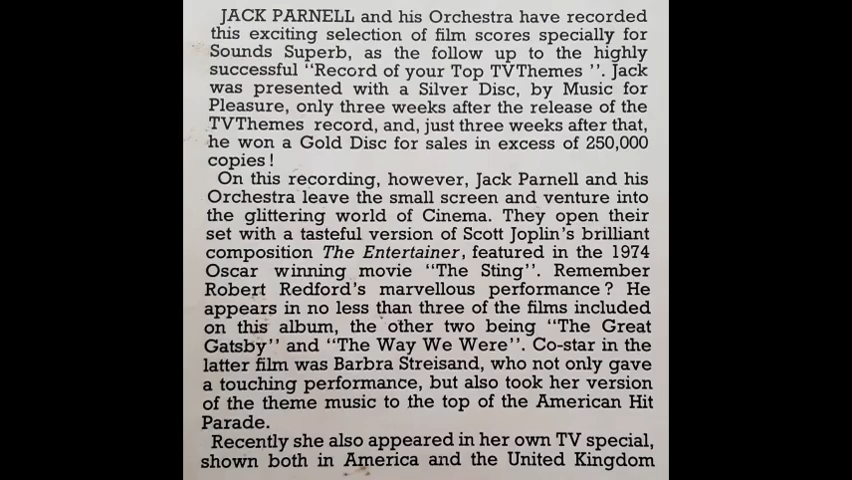 JACK PARNELL and his Orchestra have recorded
this exciting selection of film scores specially for
Sounds Superb, as the follow up to the highly
successful "Record of your Top TVThemes ". Jack
was presented with a Silver Disc, by Music for
Pleasure, only three weeks after the release of the
TVThemes record, and, just three weeks after that,
he won a Gold Disc for sales in excess of 250,000
copies!
On this recording, however, Jack Parnell and his
Orchestra leave the small screen and venture into
the glittering world of Cinema. They open their
set with a tasteful version of Scott Joplin's brilliant
composition The Entertainer, featured in the 1974
Oscar winning movie "The Sting". Remember
Robert Redford's marvellous performance? He
appears in no less than three of the films included
on this album, the other two being "The Great
Gatsby" and "The Way We Were". Co-star in the
latter film was Barbra Streisand, who not only gave
a touching performance, but also took her version
of the theme music to the top of the American Hit
Parade.
Recently she also appeared in her own TV special,
shown both in America and the United Kingdom